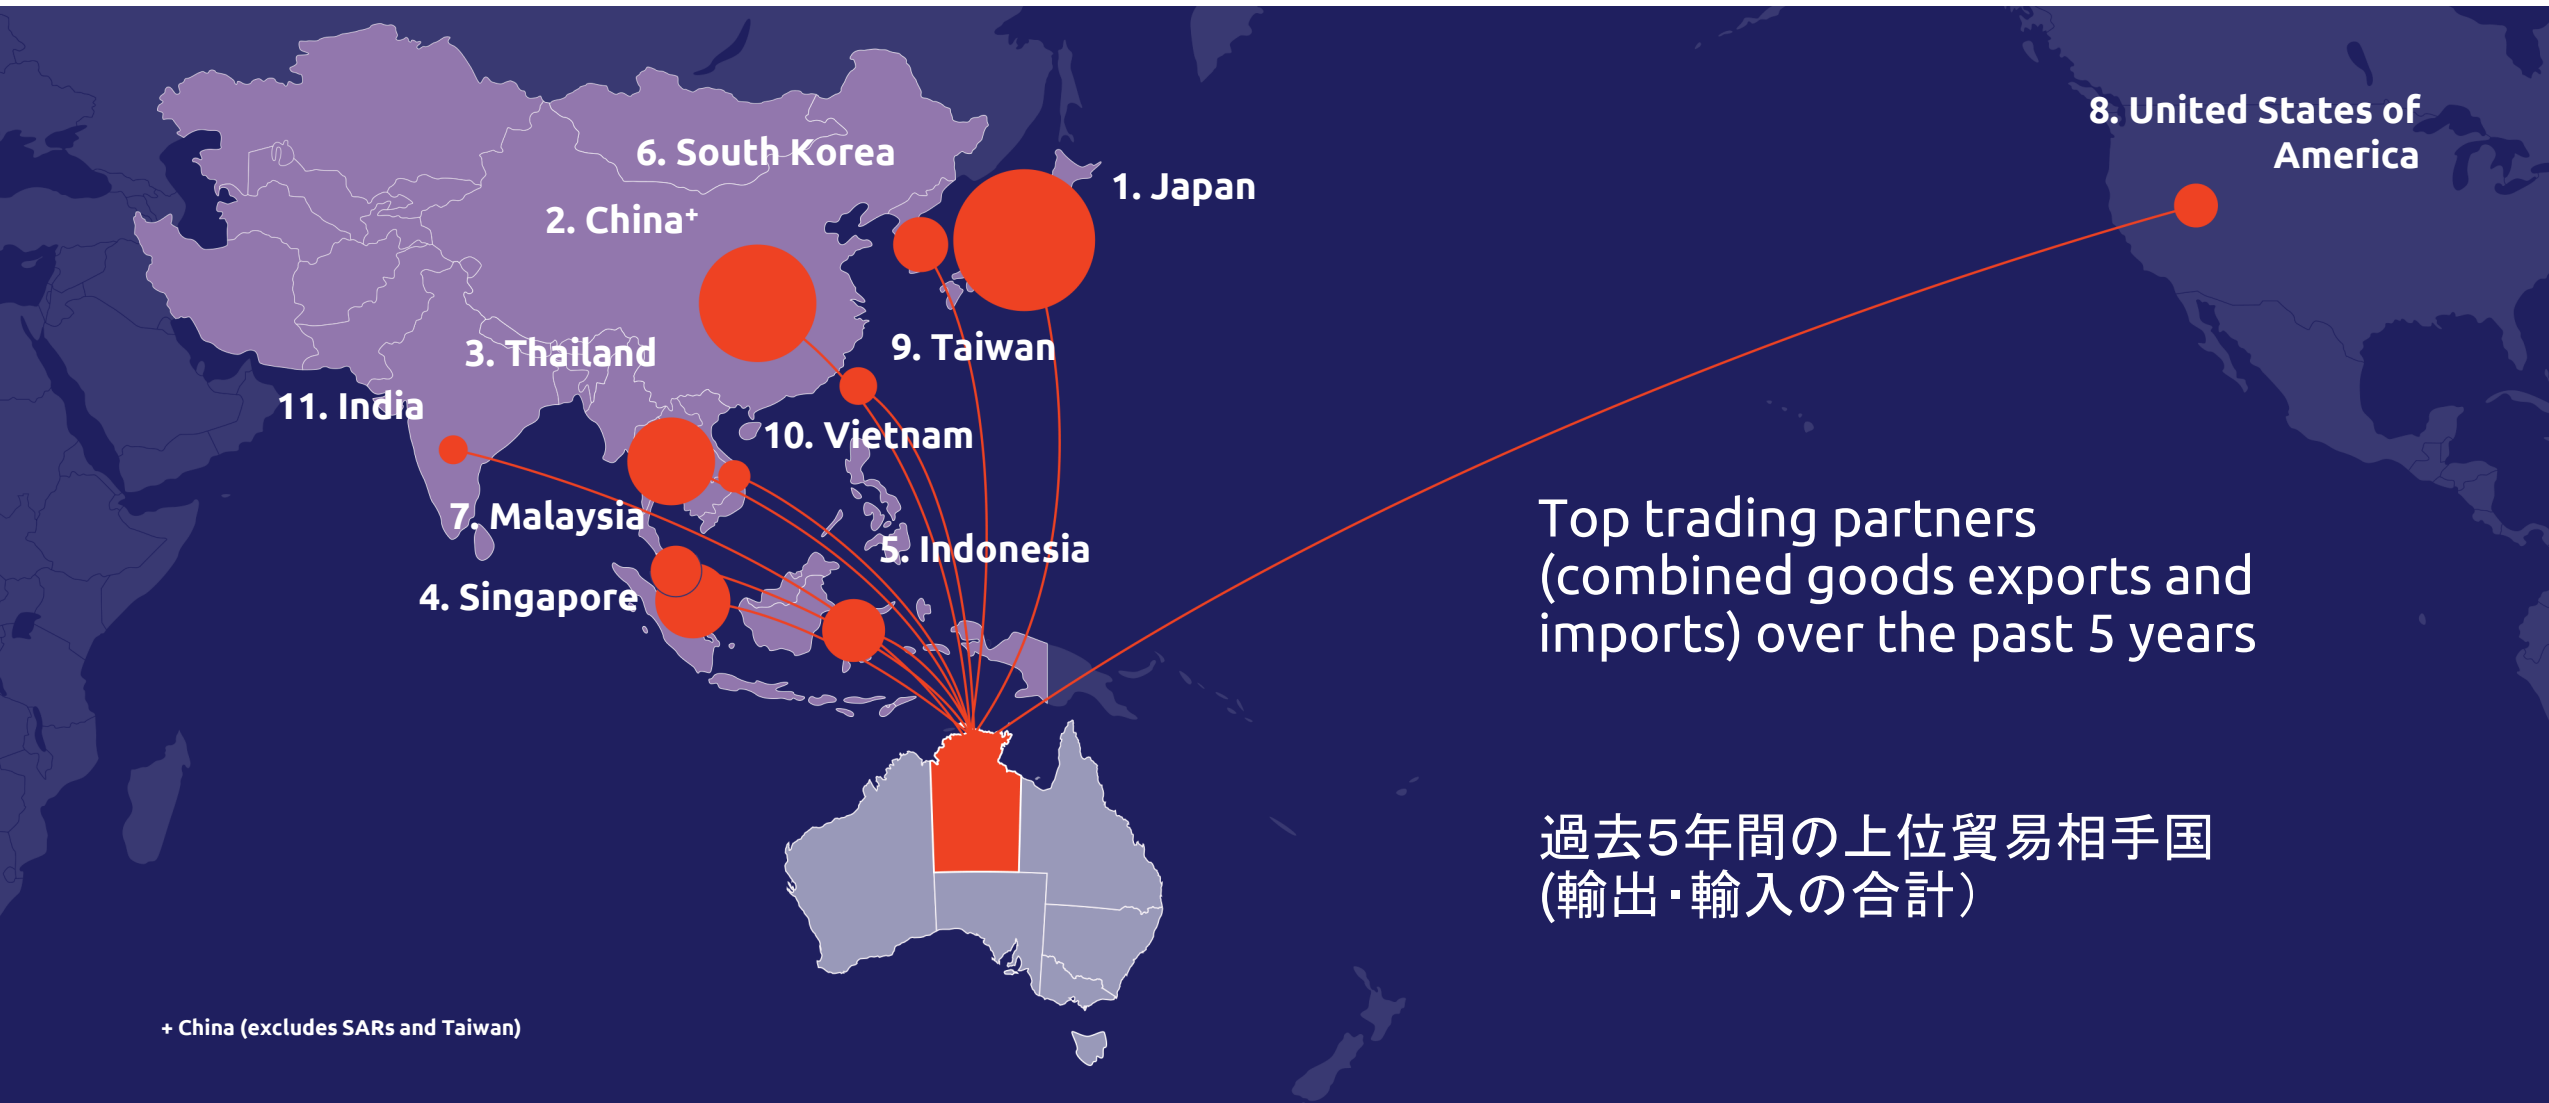 8. United States of
America
6. South Korea
1. Japan
2. China+
9. Taiwan
3. Thailand
11. India
10. Vietnam
7. Malaysia
5. Indonesia
4. Singapore
Top trading partners
(combined goods exports and
imports) over the past 5 years
過去5年間の上位貿易相手国
(輸出・輸入の合計）
+ China (excludes SARs and Taiwan)